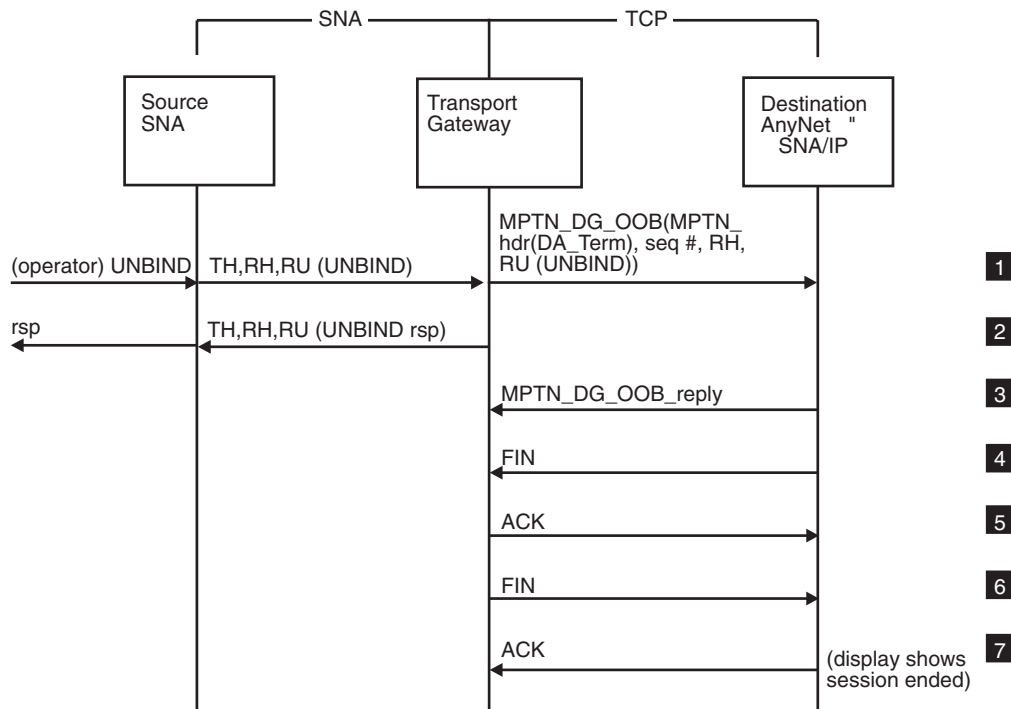 SNA TCP
Source
SNA
Transport
Gateway
Destination
AnyNet "
SNA/IP
MPTN_DG_OOB(MPTN_
hdr(DA_Term), seq #, RH,
RU (UNBIND))
(operator) UNBIND TH,RH,RU (UNBIND) 1
rsp TH,RH,RU (UNBIND rsp) 2
MPTN_DG_OOB_reply 3
FIN 4
ACK 5
FIN 6
ACK 7
(display shows
session ended)